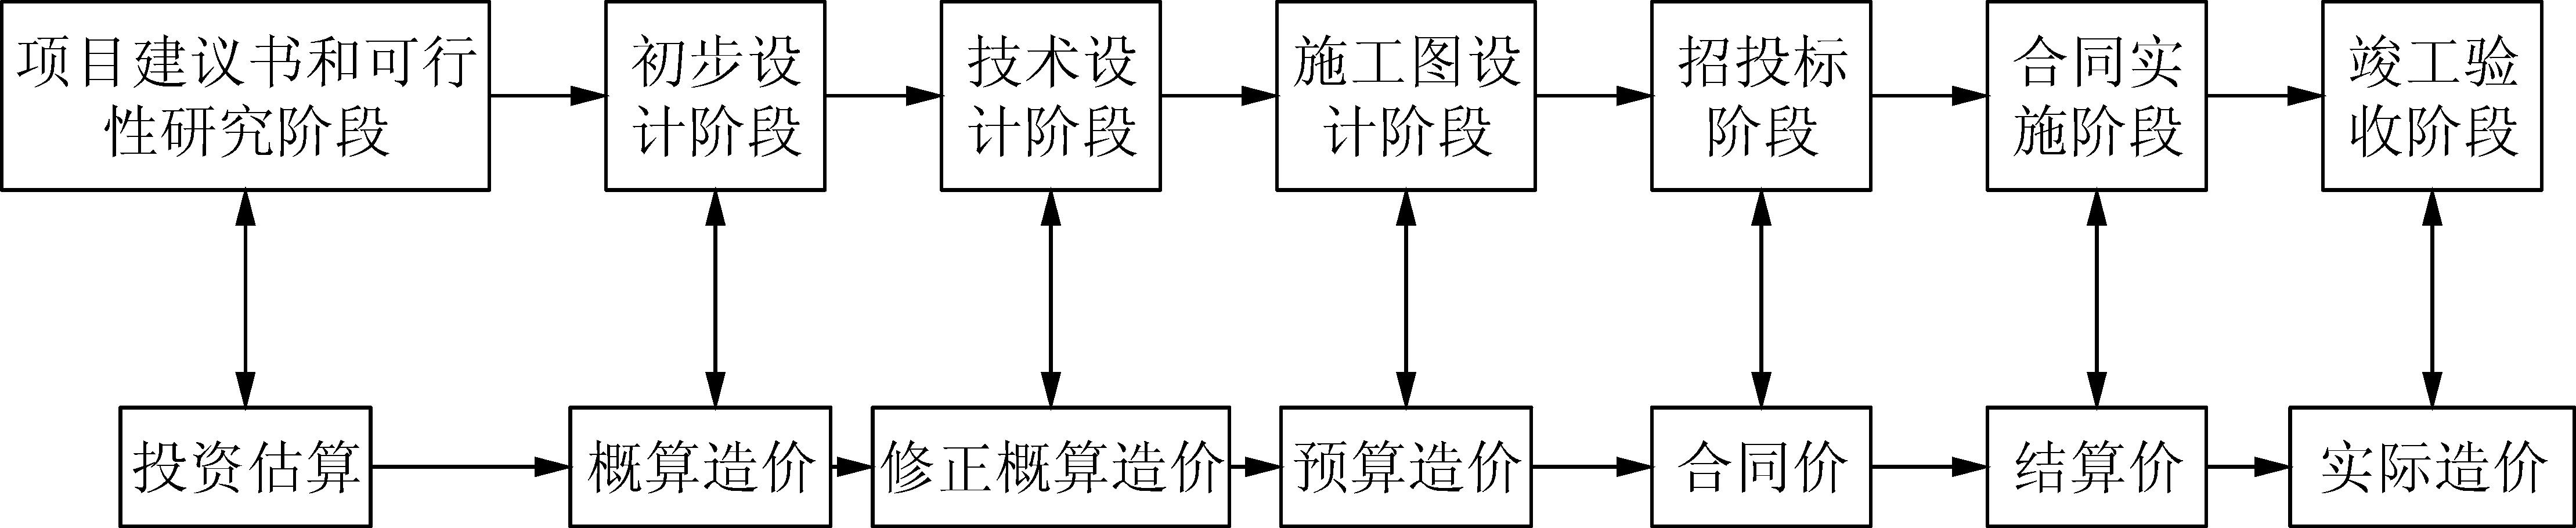 项目建议书和可行
性研究阶段
初步设
计阶段
技术设
计阶段
施工图设
计阶段
招投标
阶段
合同实
施阶段
竣工验
收阶段
投资估算
概算造价
修正概算造价
预算造价
合同价
结算价
实际造价